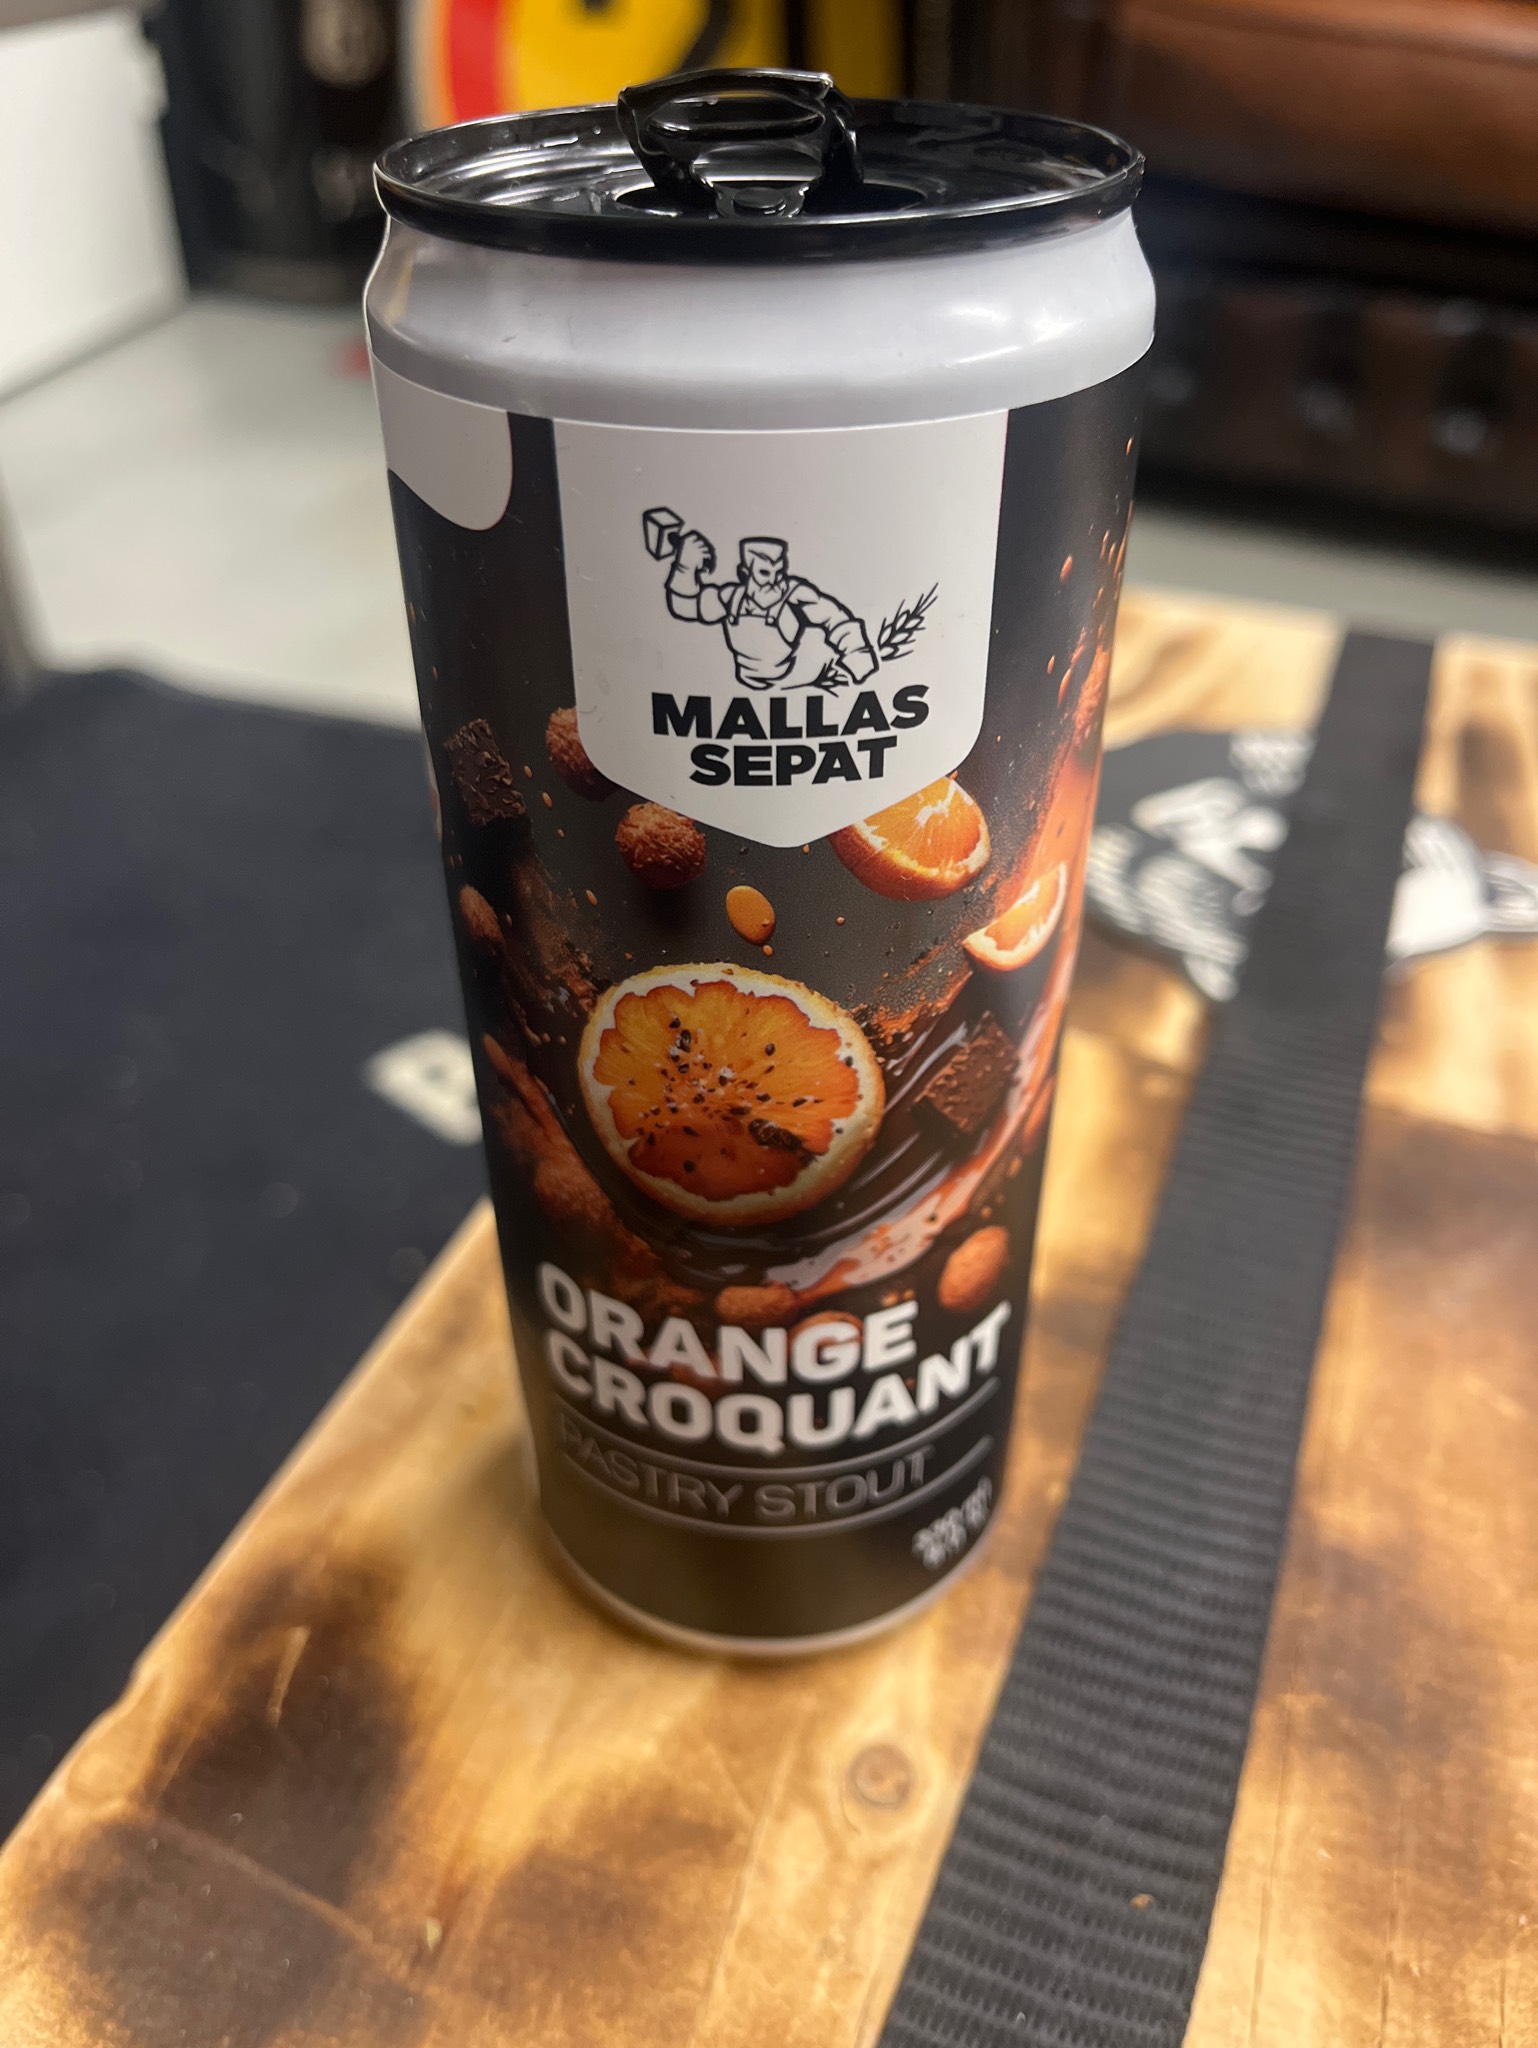 MALLAS
SEPAT
ORANGE
CROQUANT
PASTRY STOUT